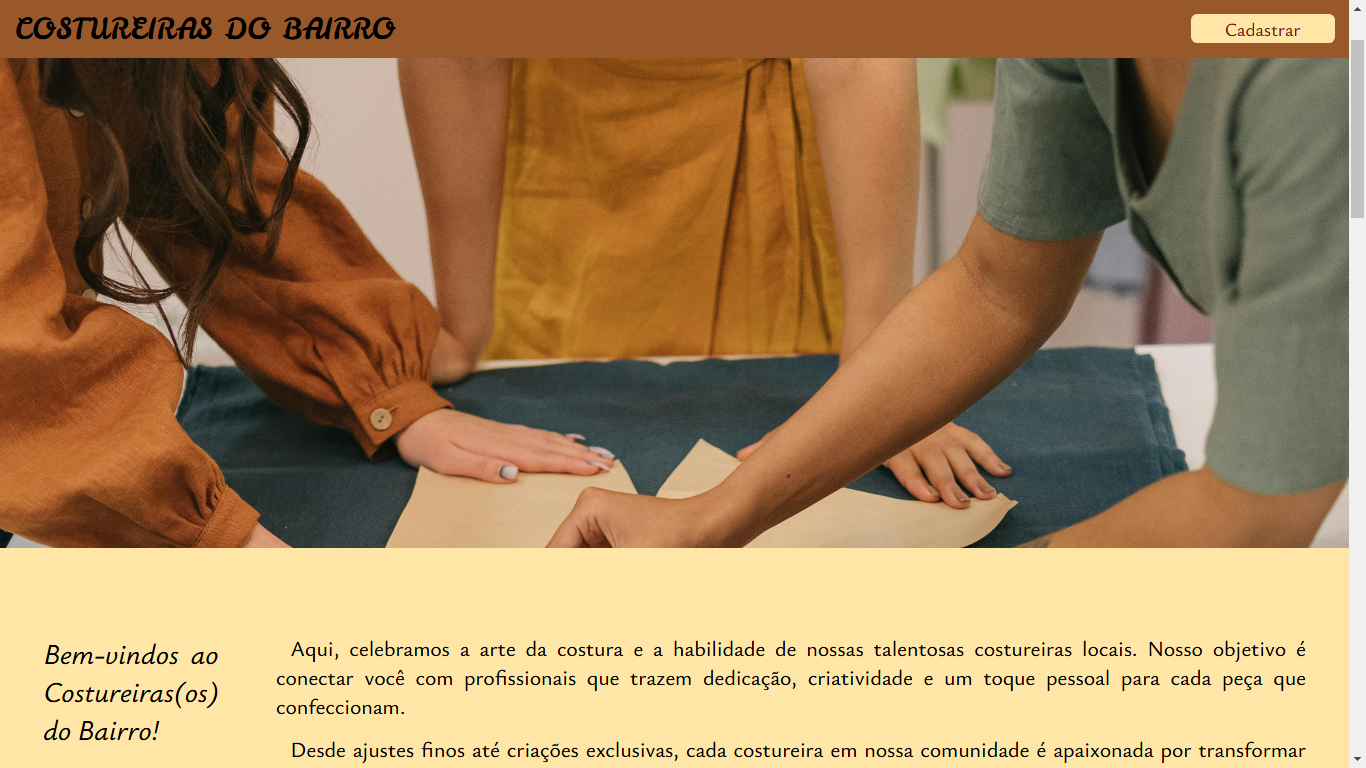 COSTUREIRAS DO BAIRRO
Cadastrar
Bem-vindos ao
Costureiras(os)
do Bairro!
Aqui, celebramos a arte da costura e a habilidade de nossas talentosas costureiras locais. Nosso objetivo é
conectar você com profissionais que trazem dedicação, criatividade e um toque pessoal para cada peça que
confeccionam.
Desde ajustes finos até criações exclusivas, cada costureira em nossa comunidade é apaixonada por transformar